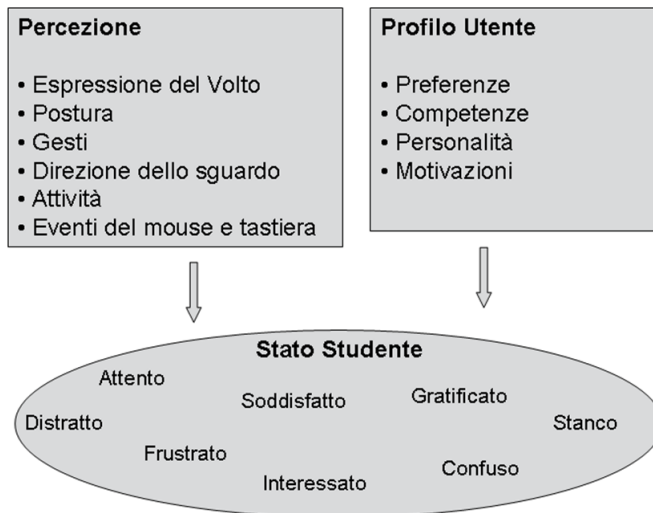 Percezione
• Espressione del Volto
• Postura
• Gesti
• Direzione dello sguardo
• Attività
• Eventi del mouse e tastiera
Profilo Utente
• Preferenze
• Competenze
• Personalità
• Motivazioni
Stato Studente
Attento
Soddisfatto
Gratificato
Distratto
Stanco
Frustrato
Interessato
Confuso